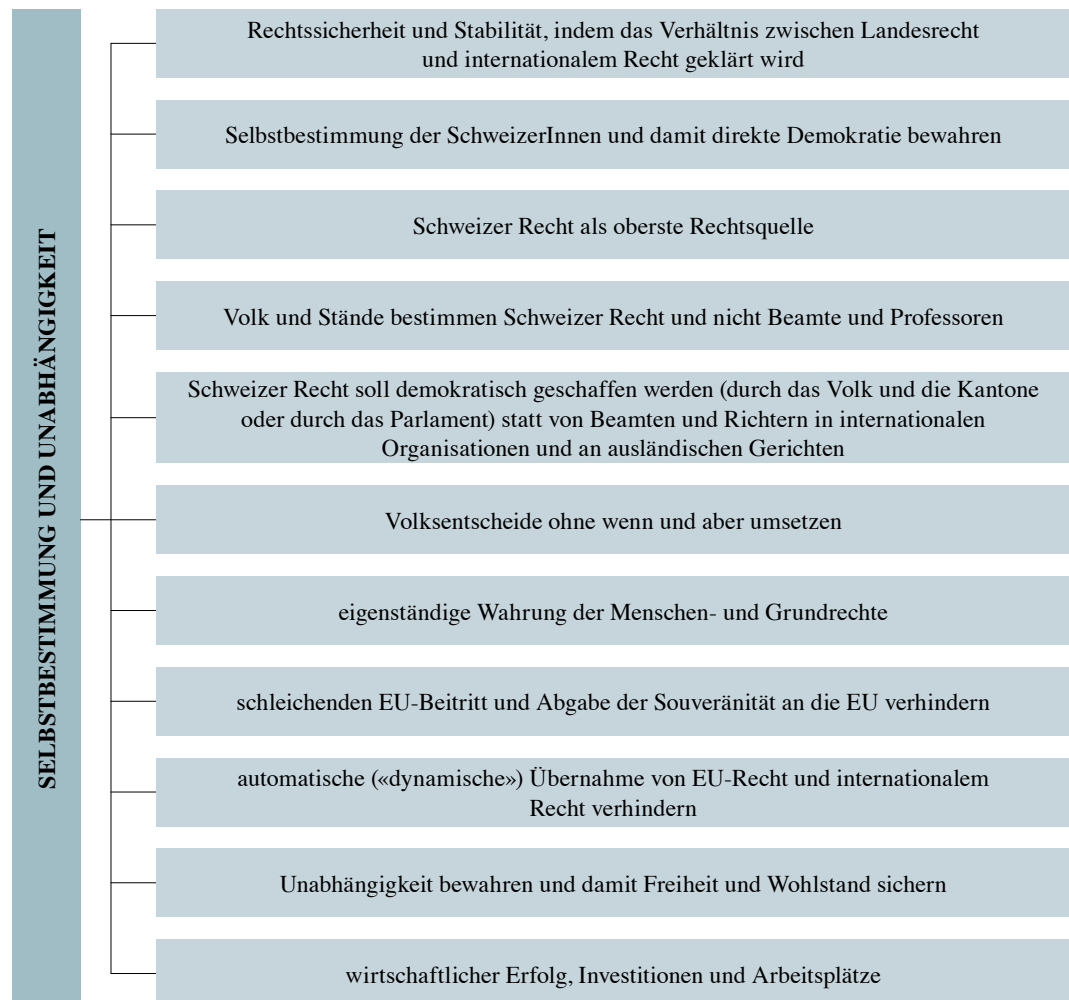 SELBSTBESTIMMUNG UND UNABHÄNGIGKEIT
Rechtssicherheit und Stabilität, indem das Verhältnis zwischen Landesrecht
und internationalem Recht geklärt wird
Selbstbestimmung der SchweizerInnen und damit direkte Demokratie bewahren
Schweizer Recht als oberste Rechtsquelle
Volk und Stände bestimmen Schweizer Recht und nicht Beamte und Professoren
Schweizer Recht soll demokratisch geschaffen werden (durch das Volk und die Kantone
oder durch das Parlament) statt von Beamten und Richtern in internationalen
Organisationen und an ausländischen Gerichten
Volksentscheide ohne wenn und aber umsetzen
eigenständige Wahrung der Menschen- und Grundrechte
schleichenden EU-Beitritt und Abgabe der Souveränität an die EU verhindern
automatische («dynamische») Übernahme von EU-Recht und internationalem
Recht verhindern
Unabhängigkeit bewahren und damit Freiheit und Wohlstand sichern
wirtschaftlicher Erfolg, Investitionen und Arbeitsplätze